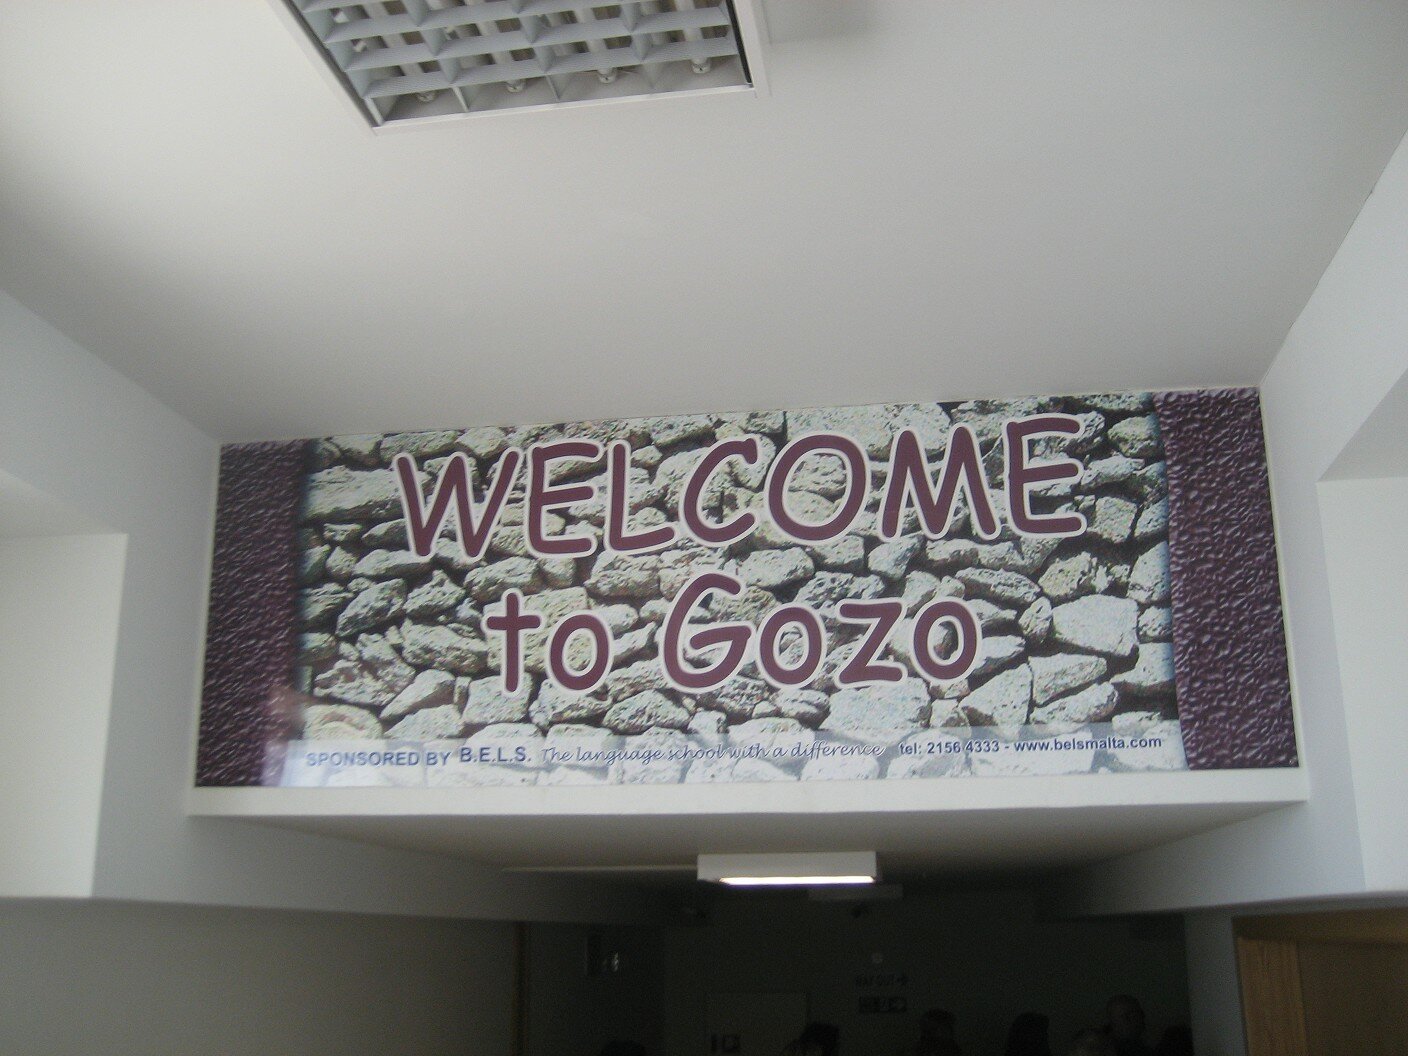 WELCOME
to Gozo
SPONSORED BY B.E.L.S. The language school with a difference tel: 2156 4333 - www.belsmalta.com